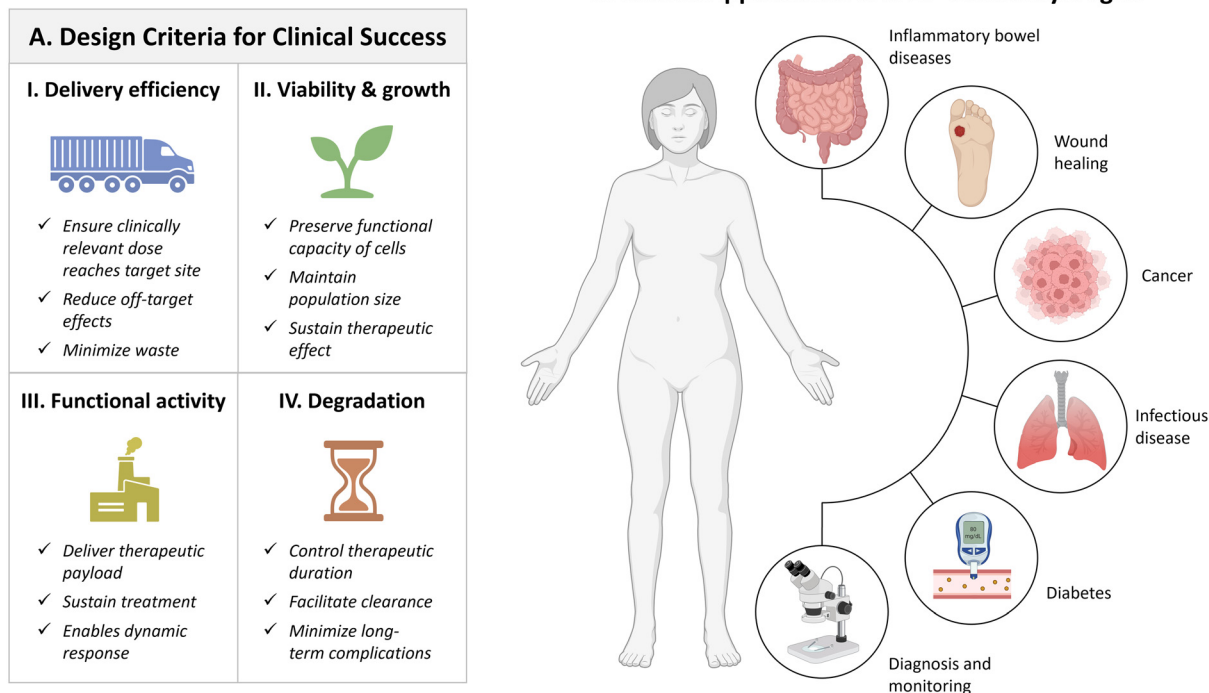 A. Design Criteria for Clinical Success
I. Delivery efficiency
✓ Ensure clinically
relevant dose
reaches target site
✓ Reduce off-target
effects
✓ Minimize waste
II. Viability & growth
✓ Preserve functional
capacity of cells
✓ Maintain
population size
✓ Sustain therapeutic
effect
III. Functional activity
✓ Deliver therapeutic
payload
✓ Sustain treatment
✓ Enables dynamic
response
IV. Degradation
✓ Control therapeutic
duration
✓ Facilitate clearance
✓ Minimize long-
term complications
Inflammatory bowel
diseases
Wound
healing
Cancer
Infectious
disease
80
mg/dL
Diabetes
Diagnosis and
monitoring